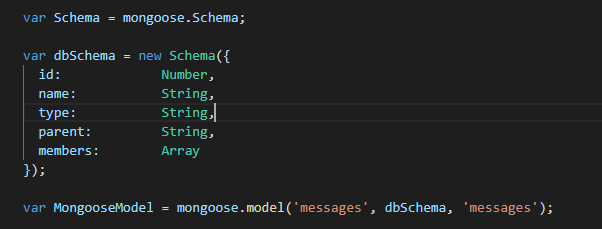 var Schema = mongoose.Schema;
var dbSchema = new Schema({
id: Number,
name: String,
type: String,
parent: String,
members: Array
});
var MongooseModel = mongoose.model('messages', dbSchema, 'messages');